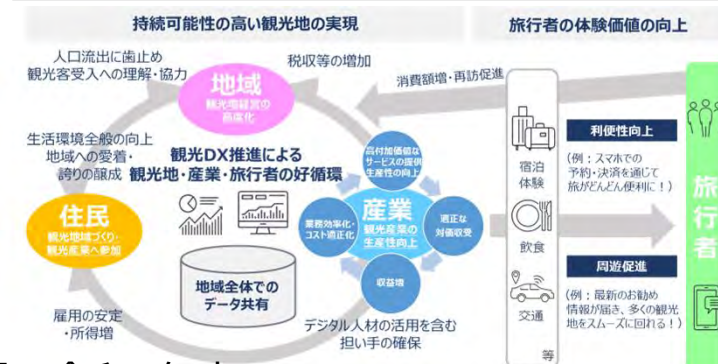 持続可能性の高い観光地の実現
旅行者の体験価値の向上
人口流出に歯止め
観光客受入への理解・協力
税収等の増加
地域
観光地経営の
高度化
消費額増・再訪促進
生活環境全般の向上
地域への愛着・
誇りの醸成
観光DX推進による
観光地・産業・旅行者の好循環
高付加価値な
サービスの提供
生産性の向上
住民
観光地域づくり・
観光産業へ参加
産業
観光産業の
生産性向上
業務効率化・
コスト適正化
適正な
対価収受
収益増
地域全体での
データ共有
雇用の安定
・所得増
デジタル人材の活用を含む
担い手の確保
宿泊
体験
飲食
交通
等
利便性向上
(例:スマホでの
予約・決済を通じて
旅がどんどん便利に!)
周遊促進
(例:最新のお勧め
情報が届き、多くの観光
地をスムーズに回れる!)
旅行者